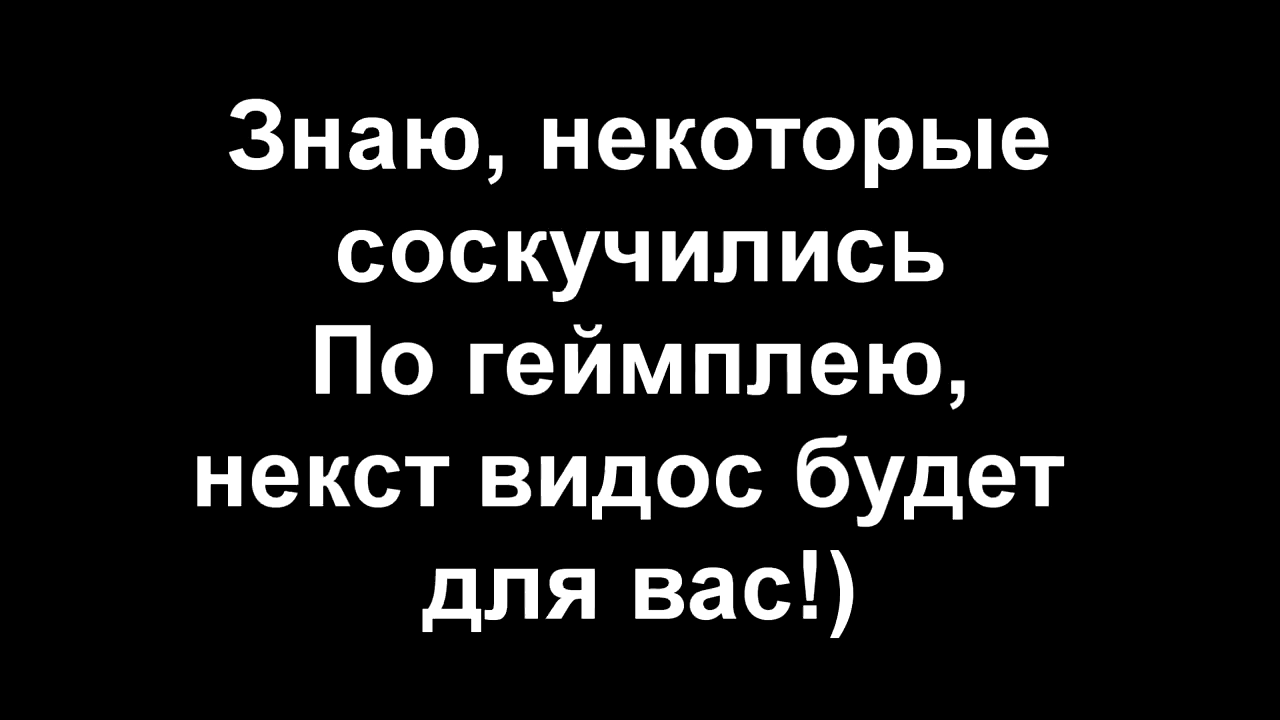 Знаю, некоторые
соскучились
По геймплею,
некст видос будет
для вас!)